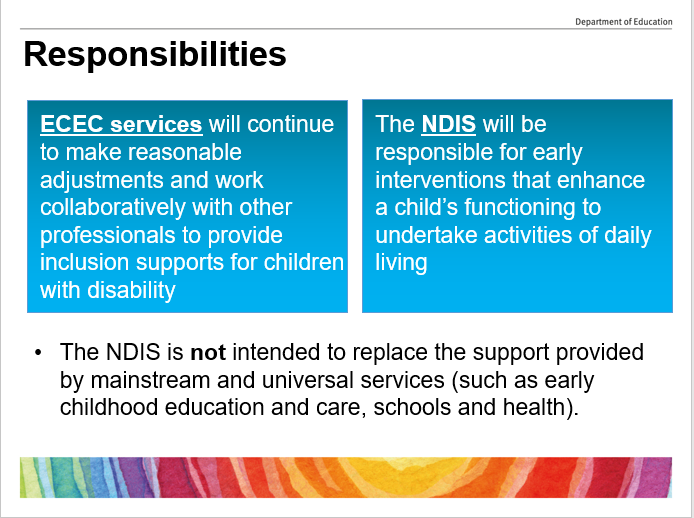 Department of Education
Responsibilities
ECEC services will continue
to make reasonable
adjustments and work
collaboratively with other
professionals to provide
inclusion supports for children
with disability
The NDIS will be
responsible for early
interventions that enhance
a child’s functioning to
undertake activities of daily
living
• The NDIS is not intended to replace the support provided
by mainstream and universal services (such as early
childhood education and care, schools and health).